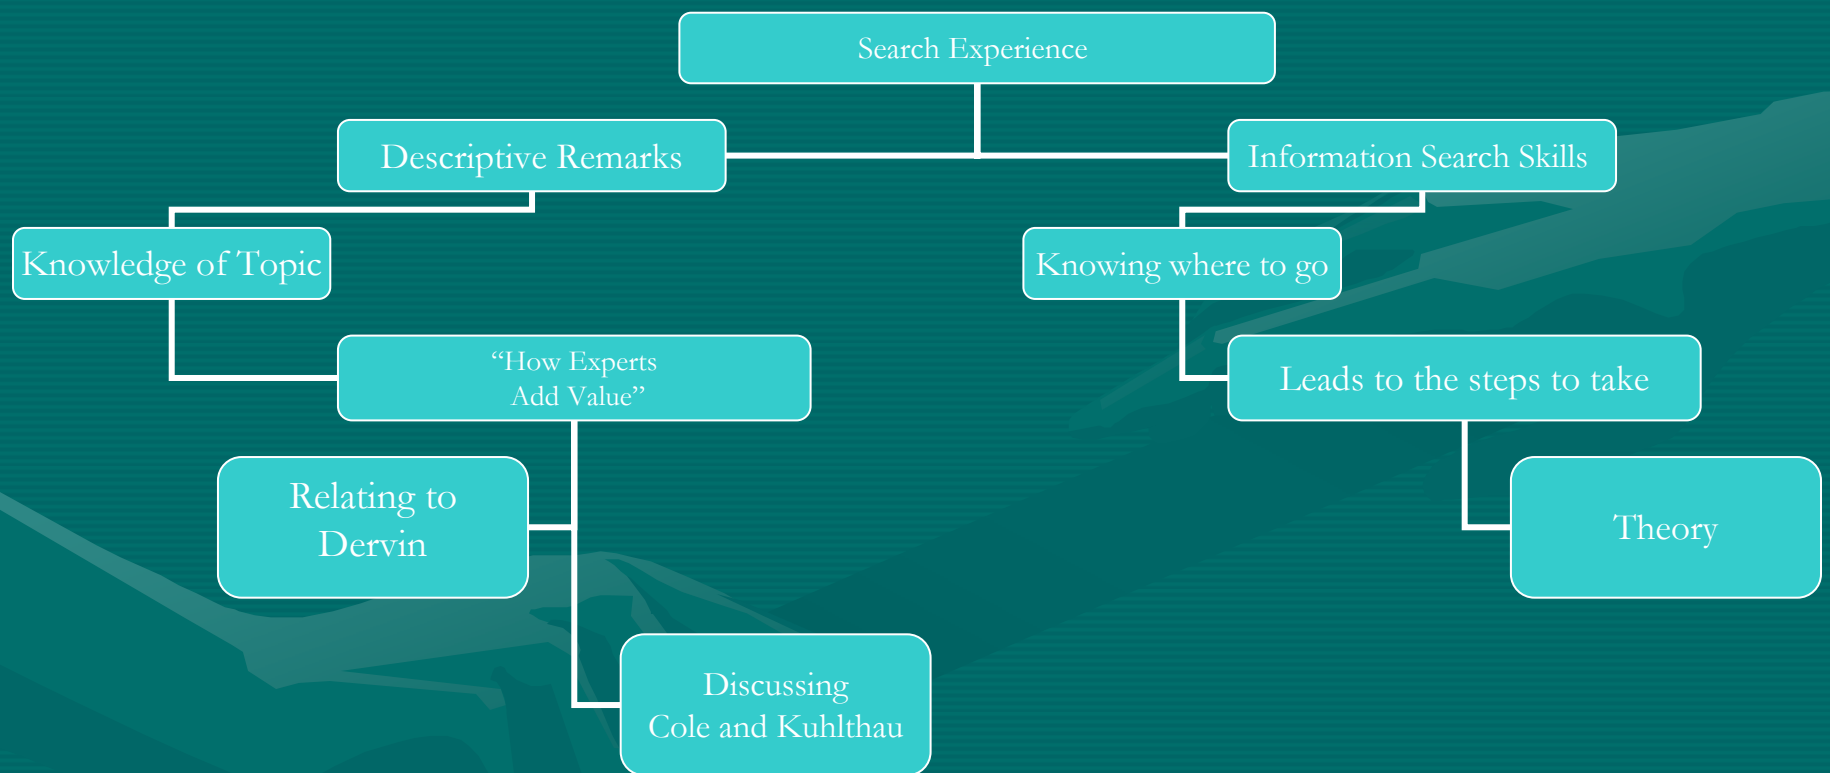 Search Experience
Descriptive Remarks
Information Search Skills
Knowledge of Topic
Knowing where to go
“How Experts
Add Value”
Leads to the steps to take
Relating to
Dervin
Theory
Discussing
Cole and Kuhlthau